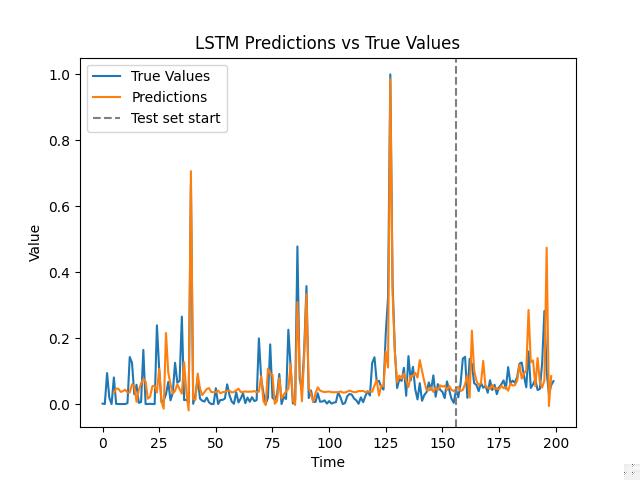 LSTM Predictions vs True Values
True Values
Predictions
Test set start
Value
1.0
0.8
0.6
0.4
0.2
0.0
0 25 50 75 100 125 150 175 200
Time